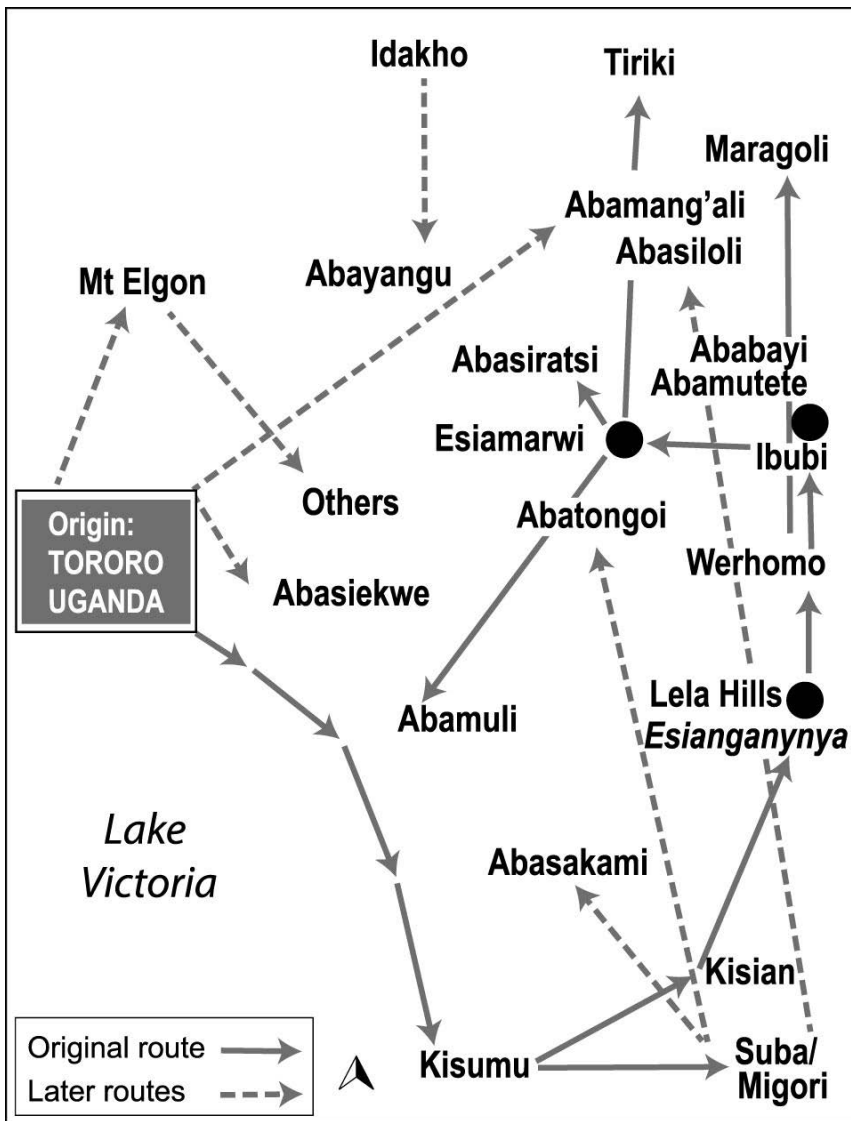 Idakho
Tiriki
Maragoli
Abamang’ali
Abasiloli
Abayangu
Mt Elgon
Ababayi
Abamutete
Abasiratsi
Esiamarwi
Ibubi
Others
Abatongoi
Origin:
TORORO
UGANDA
Werhomo
Abasiekwe
Lela Hills
Esianganynya
Abamuli
Lake
Victoria
Abasakami
Kisian
Kisumu
Suba/
Migori
Original route
Later routes